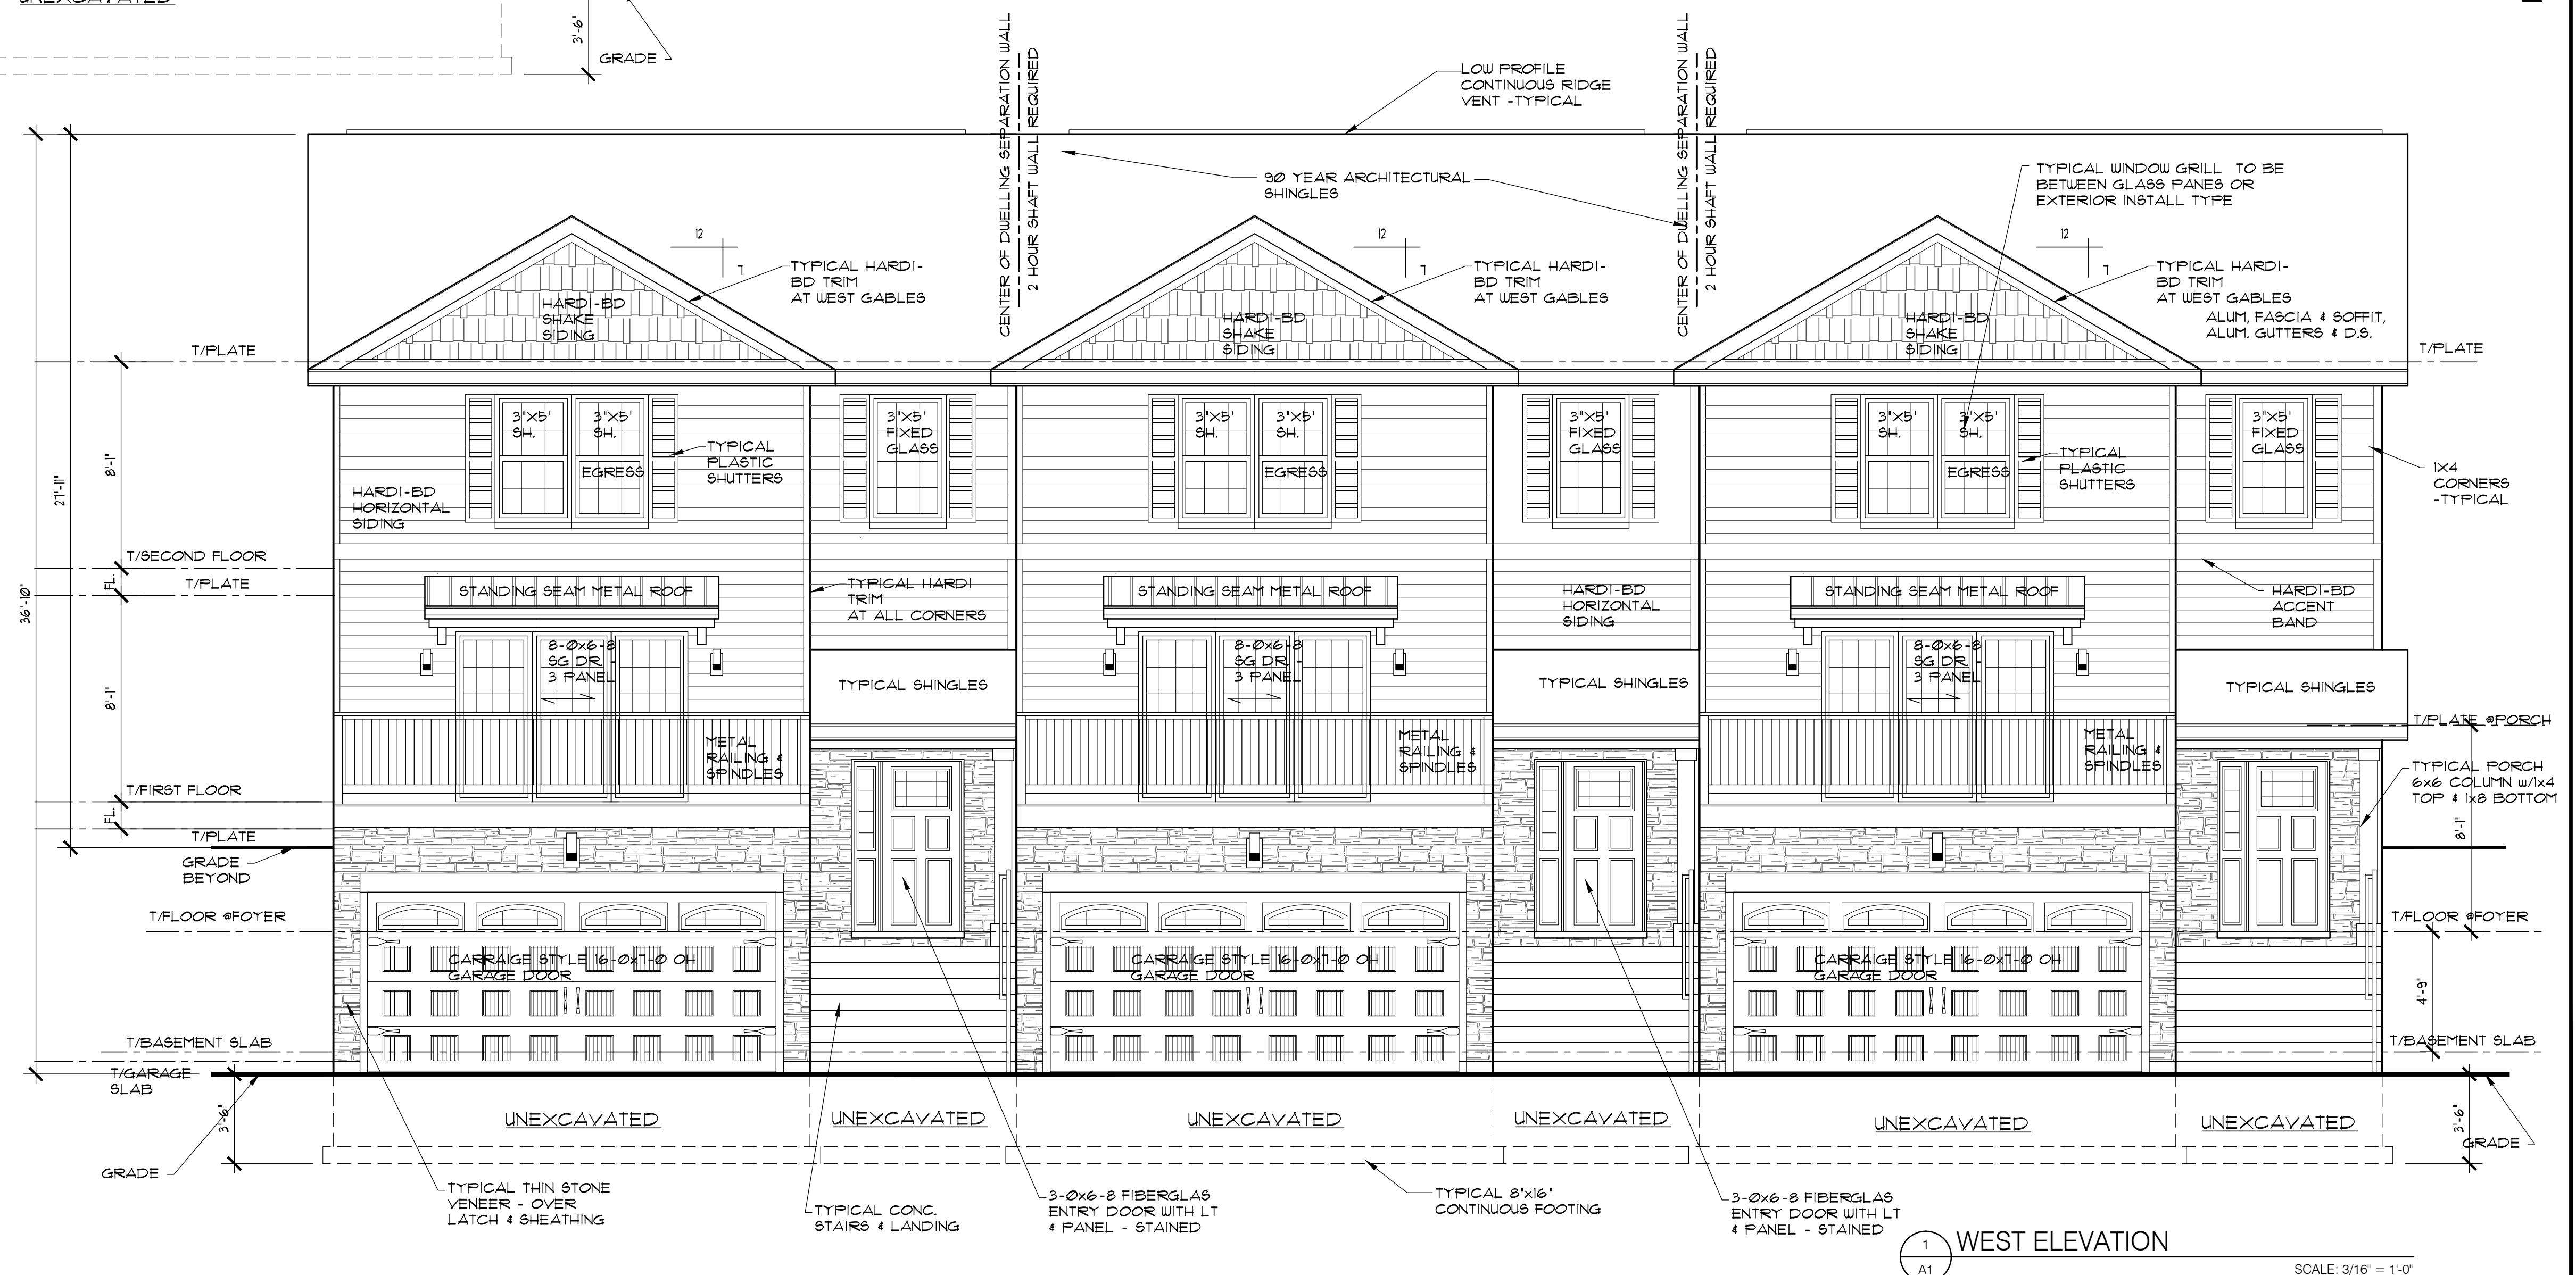 UNEXCAVATED
3'-6"
GRADE
CENTER OF DWELLING SEPARATION WALL
2 HOUR SHAFT WALL REQUIRED
CENTER OF DWELLING SEPARATION WALL
2 HOUR SHAFT WALL REQUIRED
LOW PROFILE
CONTINUOUS RIDGE
VENT -TYPICAL
90 YEAR ARCHITECTURAL
SHINGLES
TYPICAL WINDOW GRILL TO BE
BETWEEN GLASS PANES OR
EXTERIOR INSTALL TYPE
12
7
12
7
12
7
TYPICAL HARDI-
BD TRIM
AT WEST GABLES
TYPICAL HARDI-
BD TRIM
AT WEST GABLES
TYPICAL HARDI-
BD TRIM
AT WEST GABLES
ALUM, FASCIA & SOFFIT,
ALUM. GUTTERS & D.S.
HARDI-BD
SHAKE
SIDING
HARDI-BD
SHAKE
SIDING
HARDI-BD
SHAKE
SIDING
T/PLATE
T/PLATE
36'-10"
27'-11"
8'-1"
3"X5'
SH.
3"X5'
SH.
EGRESS
3"X5'
FIXED
GLASS
3"X5'
SH.
3"X5'
SH.
EGRESS
3"X5'
FIXED
GLASS
3"X5'
SH.
3"X5'
SH.
EGRESS
3"X5'
FIXED
GLASS
TYPICAL
PLASTIC
SHUTTERS
TYPICAL
PLASTIC
SHUTTERS
HARDI-BD
HORIZONTAL
SIDING
1X4
CORNERS
-TYPICAL
T/SECOND FLOOR
FL.
T/PLATE
STANDING SEAM METAL ROOF
STANDING SEAM METAL ROOF
STANDING SEAM METAL ROOF
TYPICAL HARDI
TRIM
AT ALL CORNERS
HARDI-BD
HORIZONTAL
SIDING
HARDI-BD
ACCENT
BAND
8'-1"
8-0x6-8
SG DR. -
3 PANEL
8-0x6-8
SG DR. -
3 PANEL
8-0x6-8
SG DR. -
3 PANEL
TYPICAL SHINGLES
TYPICAL SHINGLES
TYPICAL SHINGLES
T/PLATE @PORCH
METAL
RAILING &
SPINDLES
METAL
RAILING &
SPINDLES
METAL
RAILING &
SPINDLES
TYPICAL PORCH
6x6 COLUMN w/1x4
TOP & 1x8 BOTTOM
8'-1"
T/FIRST FLOOR
FL.
T/PLATE
GRADE
BEYOND
T/FLOOR @FOYER
T/FLOOR @FOYER
CARRAIGE STYLE 16-0x7-0 OH
GARAGE DOOR
CARRAIGE STYLE 16-0x7-0 OH
GARAGE DOOR
CARRAIGE STYLE 16-0x7-0 OH
GARAGE DOOR
4'-9"
T/BASEMENT SLAB
T/BASEMENT SLAB
T/GARAGE
SLAB
3'-6"
UNEXCAVATED
UNEXCAVATED
UNEXCAVATED
UNEXCAVATED
UNEXCAVATED
UNEXCAVATED
3'-6"
GRADE
GRADE
TYPICAL THIN STONE
VENEER - OVER
LATCH & SHEATHING
TYPICAL CONC.
STAIRS & LANDING
3-0x6-8 FIBERGLAS
ENTRY DOOR WITH LT
& PANEL - STAINED
TYPICAL 8"x16"
CONTINUOUS FOOTING
3-0x6-8 FIBERGLAS
ENTRY DOOR WITH LT
& PANEL - STAINED
1
A1
WEST ELEVATION
SCALE: 3/16" = 1'-0"